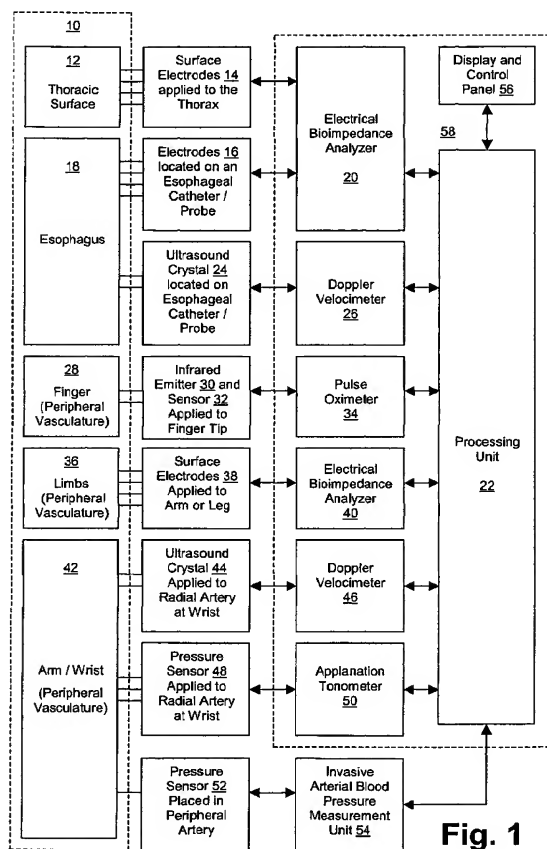 10
12
Thoracic
Surface
Surface
Electrodes 14
applied to the
Thorax
Electrical
Bioimpedance
Analyzer
20
Display and
Control
Panel 56
58
18
Esophagus
Electrodes 16
located on an
Esophageal
Catheter /
Probe
Ultrasound
Crystal 24
located on
Esophageal
Catheter /
Probe
Doppler
Velocimeter
26
28
Finger
(Peripheral
Vasculature)
Infrared
Emitter 30 and
Sensor 32
Applied to
Finger Tip
Pulse
Oximeter
34
Processing
Unit
22
36
Limbs
(Peripheral
Vasculature)
Surface
Electrodes 38
Applied to
Arm or Leg
Electrical
Bioimpedance
Analyzer
40
42
Arm / Wrist
(Peripheral
Vasculature)
Ultrasound
Crystal 44
Applied to
Radial Artery
at Wrist
Doppler
Velocimeter
46
Pressure
Sensor 48
Applied to
Radial Artery
at Wrist
Applanation
Tonometer
50
Pressure
Sensor 52
Placed in
Peripheral
Artery
Invasive
Arterial Blood
Pressure
Measurement
Unit 54
Fig. 1